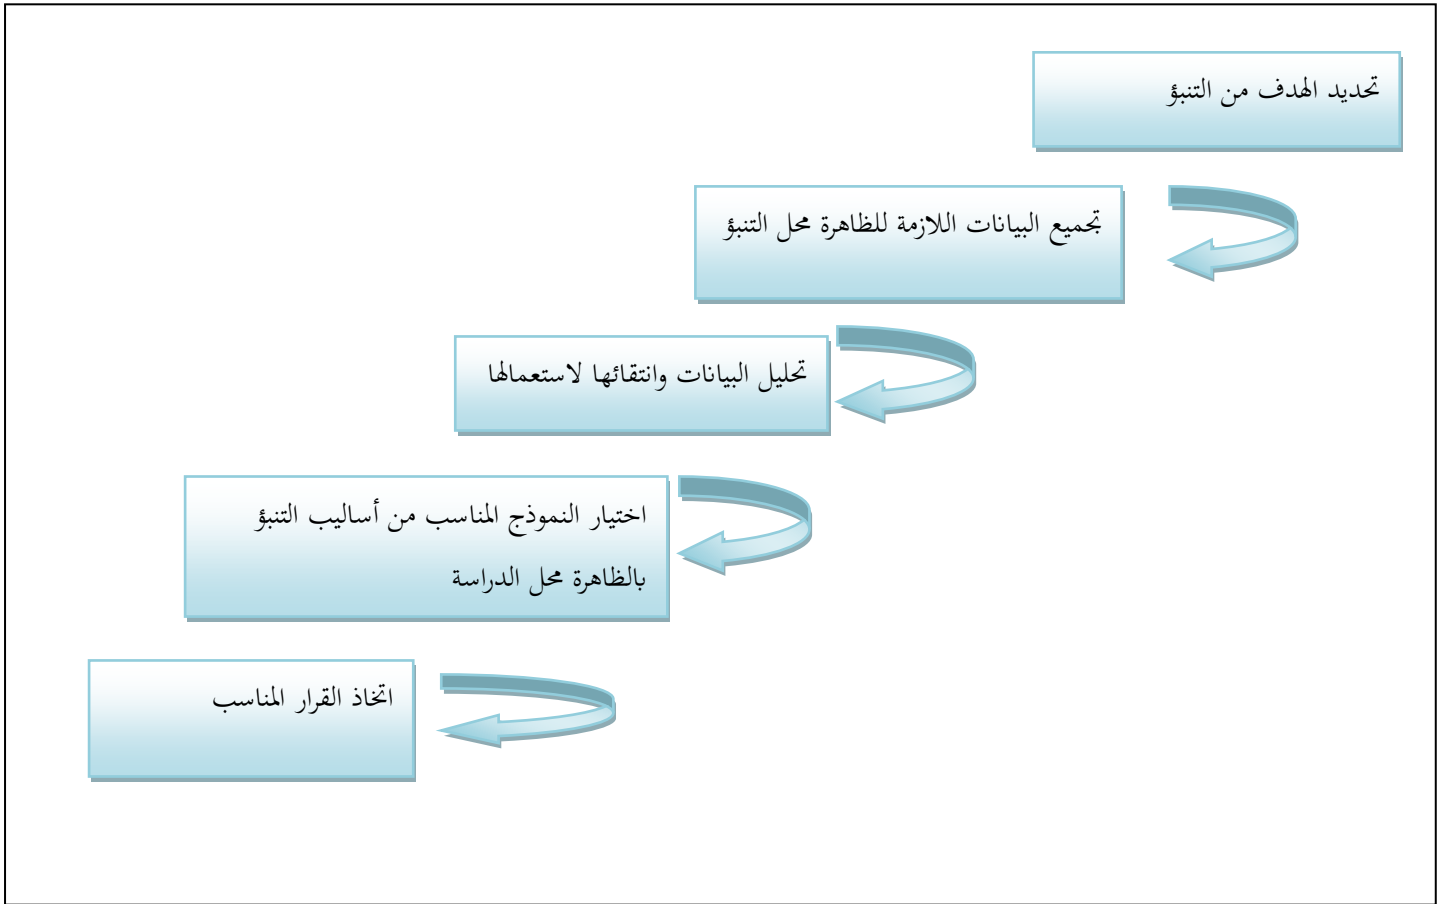 تحديد الهدف من التنبؤ
تجميع البيانات اللازمة للظاهرة محل التنبؤ
تحليل البيانات وانتقائها لاستعمالها
اختيار النموذج المناسب من أساليب التنبؤ
بالظاهرة محل الدراسة
اتخاذ القرار المناسب